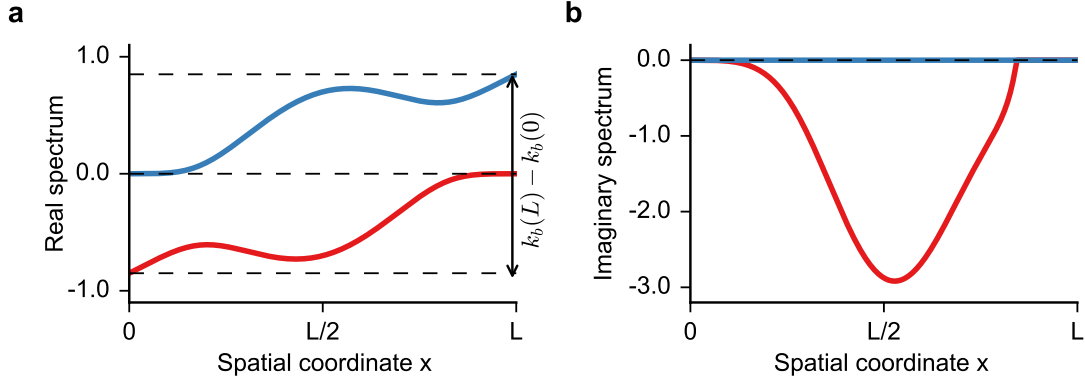 a
1.0
0.0
-1.0
Real spectrum
0
L/2
L
Spatial coordinate x
k_b(L) − k_b(0)
b
0.0
-1.0
-2.0
-3.0
Imaginary spectrum
0
L/2
L
Spatial coordinate x